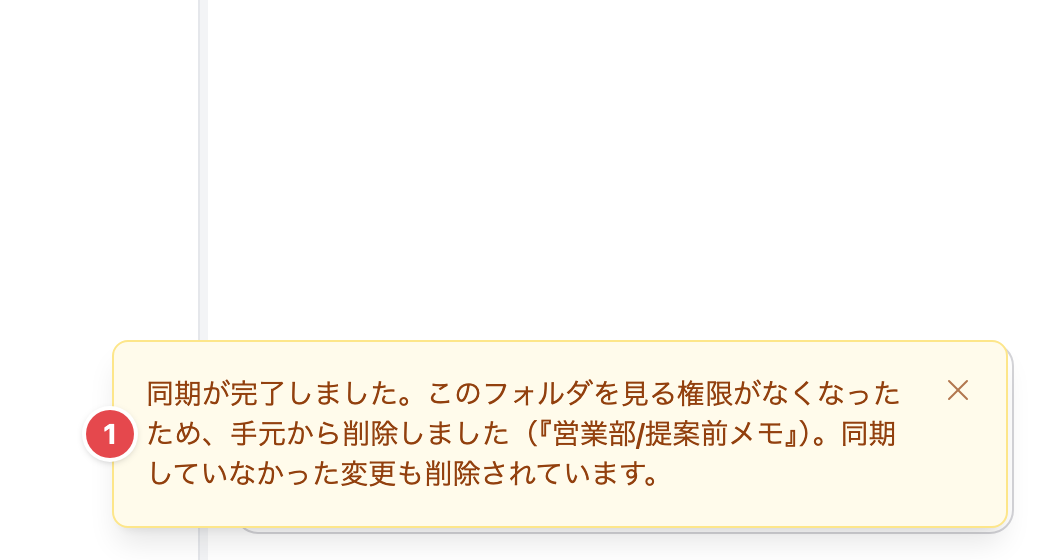 同期が完了しました。このフォルダを見る権限がなくなった
1 ため、手元から削除しました（『営業部/提案前メモ』）。同期
していなかった変更も削除されています。